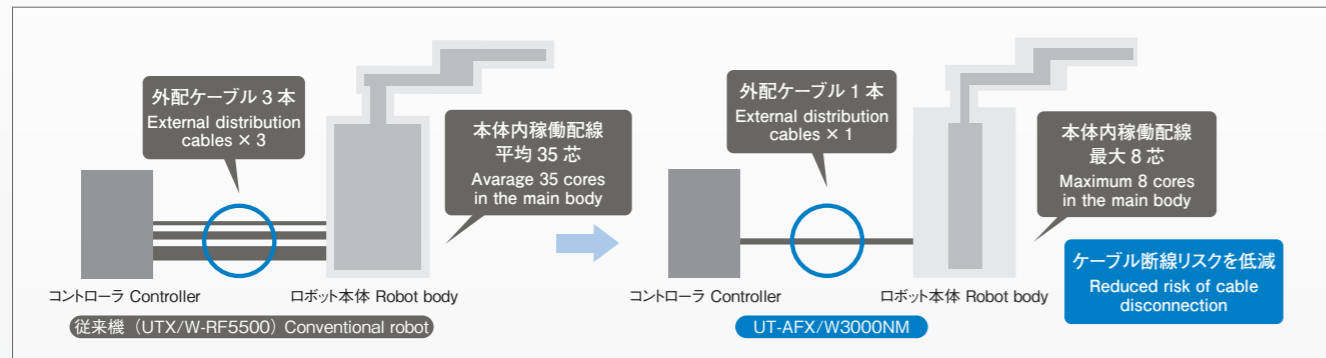 外配ケーブル 3 本
External distribution
cables × 3
本体内稼働配線
平均 35 芯
Avarage 35 cores
in the main body
コントローラ Controller
ロボット本体 Robot body
従来機（UTX/W-RF5500）Conventional robot
外配ケーブル 1 本
External distribution
cables × 1
本体内稼働配線
最大 8 芯
Maximum 8 cores
in the main body
ケーブル断線リスクを低減
Reduced risk of cable
disconnection
コントローラ Controller
ロボット本体 Robot body
UT-AFX/W3000NM